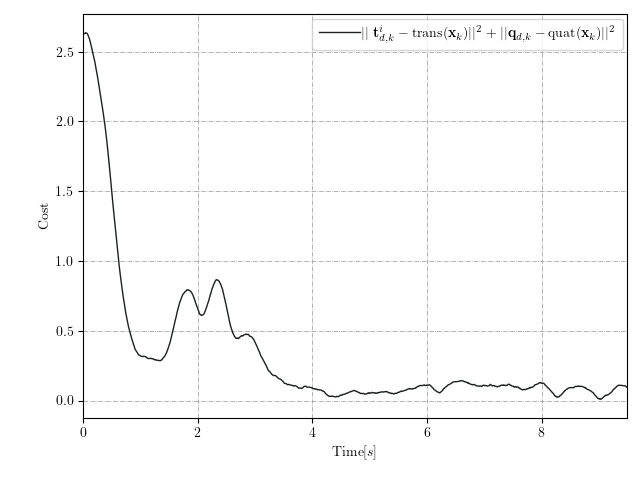 || t^i_{d,k} − trans(x_k)||^2 + ||q_{d,k} − quat(x_k)||^2
2.5
2.0
1.5
1.0
0.5
0.0
Cost
0 2 4 6 8
Time[s]